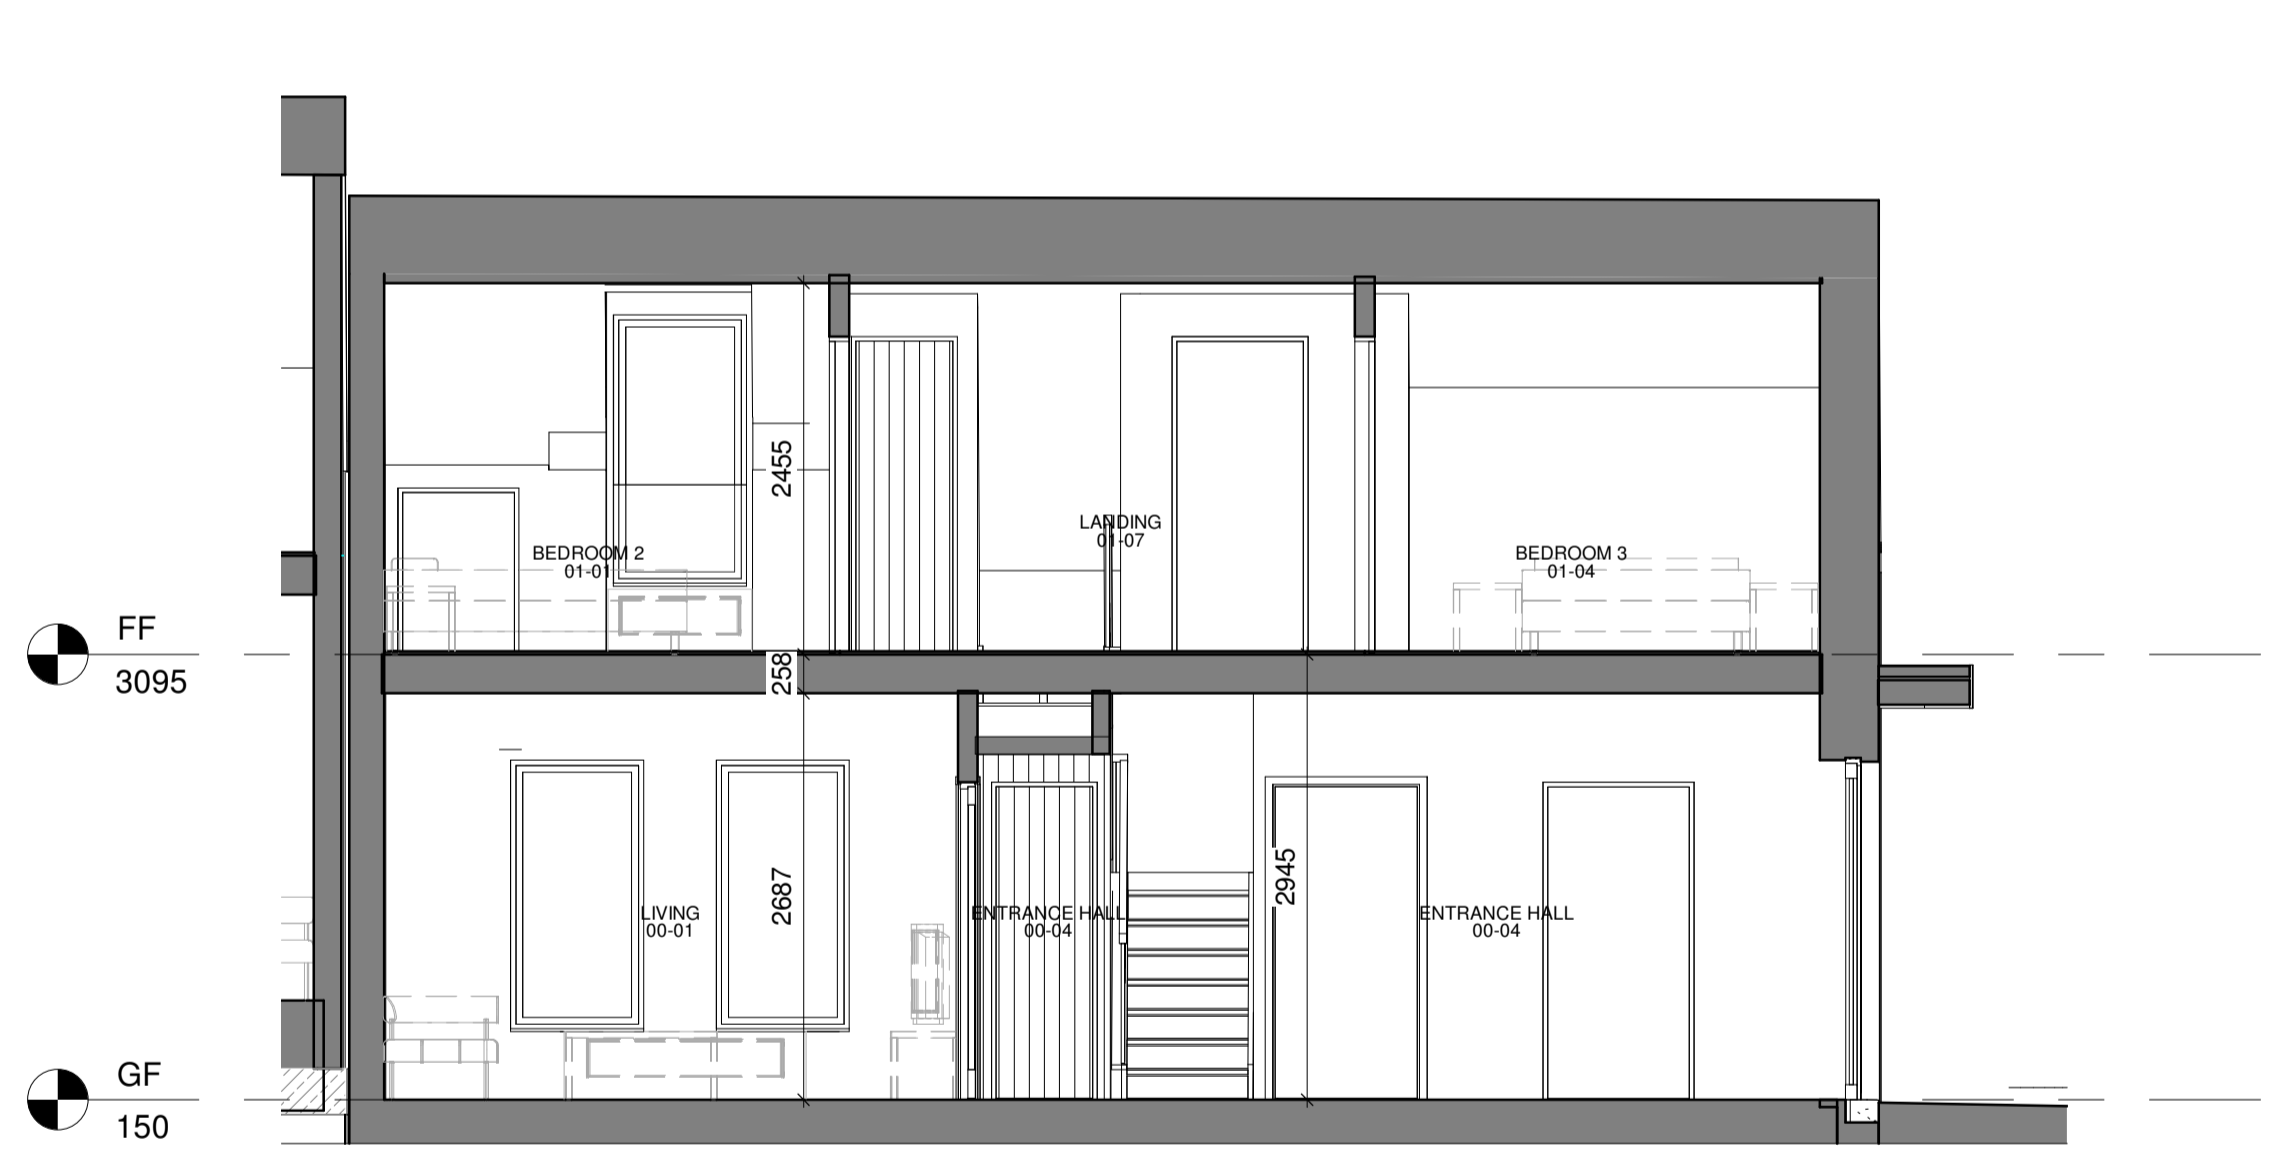 2455
LANDING
01-07
BEDROOM 2
01-01
BEDROOM 3
01-04
FF
3095
258
2687
2945
LIVING
00-01
ENTRANCE HALL
00-04
ENTRANCE HALL
00-04
GF
150